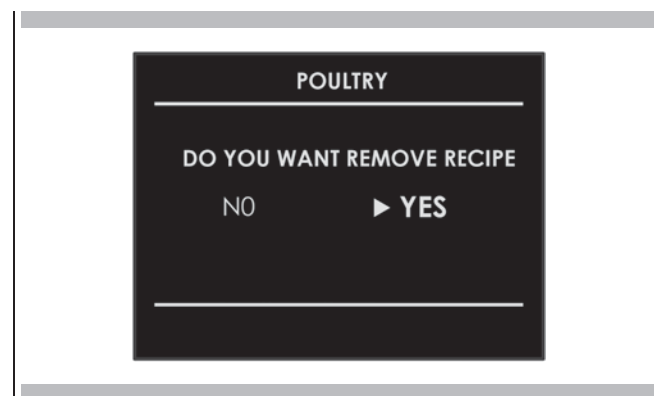 POULTRY
DO YOU WANT REMOVE RECIPE
N0 ▶ YES